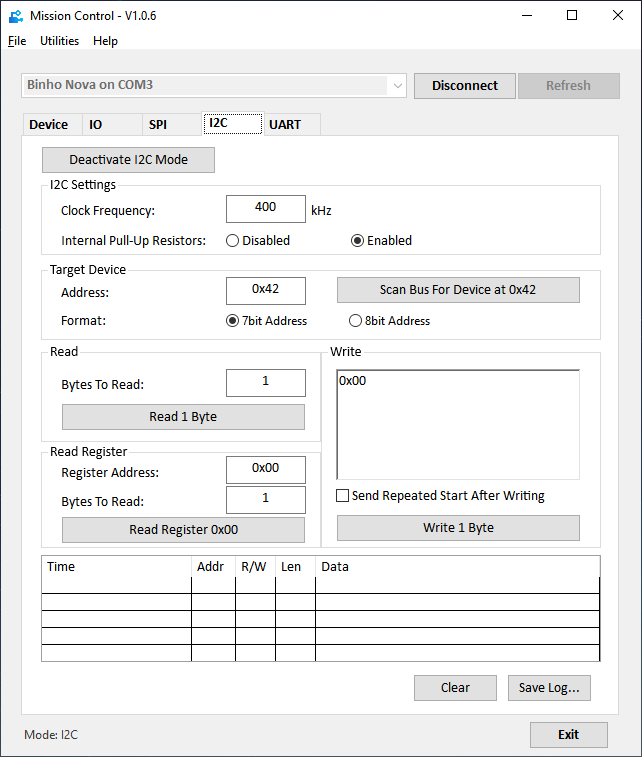 Mission Control - V1.0.6
File Utilities Help
Binho Nova on COM3
Disconnect
Refresh
Device IO SPI I2C UART
Deactivate I2C Mode
I2C Settings
Clock Frequency: 400 kHz
Internal Pull-Up Resistors: Disabled Enabled
Target Device
Address: 0x42 Scan Bus For Device at 0x42
Format: 7bit Address 8bit Address
Read
Bytes To Read: 1
Read 1 Byte
Read Register
Register Address: 0x00
Bytes To Read: 1
Read Register 0x00
Write
0x00
Send Repeated Start After Writing
Write 1 Byte
Time Addr R/W Len Data
Clear Save Log...
Mode: I2C Exit